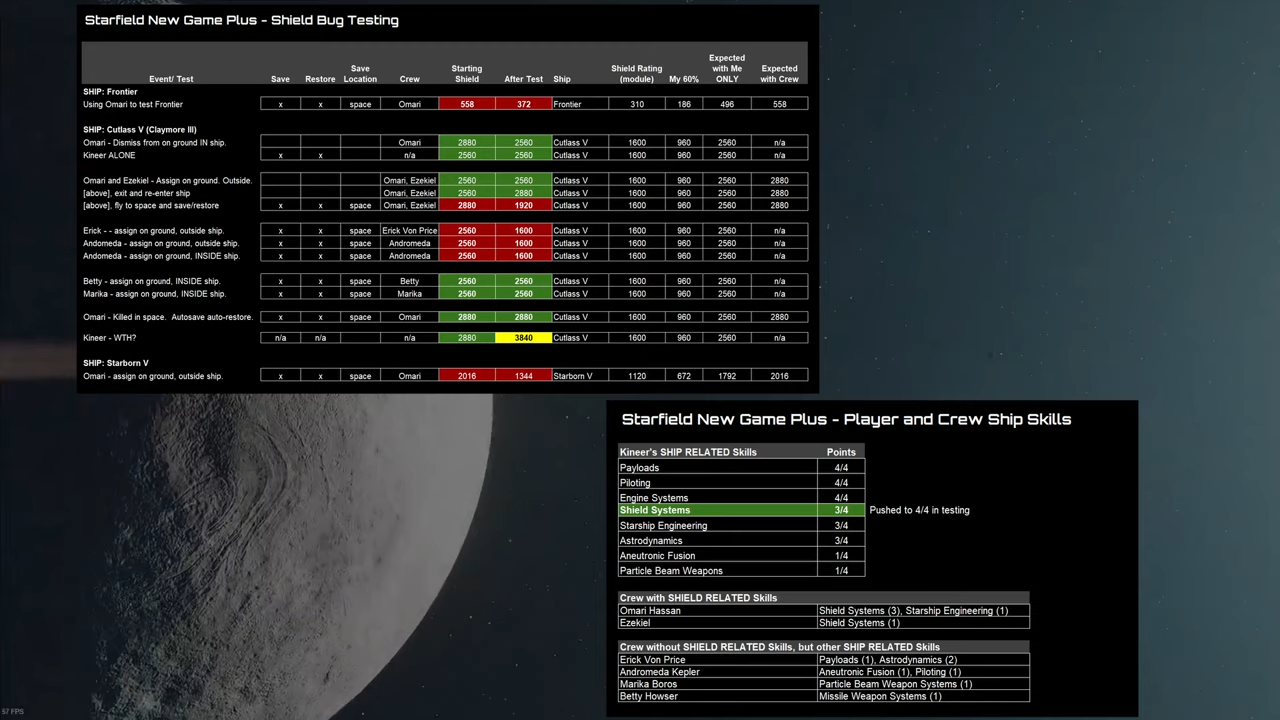 Starfield New Game Plus - Shield Bug Testing
Event/ Test Save Restore Save Location Crew Starting Shield After Test Ship Shield Rating (module) My 60% Expected with Me ONLY Expected with Crew
SHIP: Frontier
Using Omari to test Frontier x x space Omari 558 372 Frontier 310 186 496 558
SHIP: Cutlass V (Claymore III)
Omari - Dismiss from on ground IN ship. Omari 2880 2560 Cutlass V 1600 960 2560 n/a
Kineer ALONE x x n/a 2560 2560 Cutlass V 1600 960 2560 n/a
Omari and Ezekiel - Assign on ground. Outside. Omari, Ezekiel 2560 2560 Cutlass V 1600 960 2560 2880
[above], exit and re-enter ship Omari, Ezekiel 2560 2880 Cutlass V 1600 960 2560 2880
[above], fly to space and save/restore x x space Omari, Ezekiel 2880 1920 Cutlass V 1600 960 2560 2880
Erick - - assign on ground, outside ship. x x space Erick Von Price 2560 1600 Cutlass V 1600 960 2560 n/a
Andomeda - assign on ground, outside ship. x x space Andromeda 2560 1600 Cutlass V 1600 960 2560 n/a
Andomeda - assign on ground, INSIDE ship. x x space Andromeda 2560 1600 Cutlass V 1600 960 2560 n/a
Betty - assign on ground, INSIDE ship. x x space Betty 2560 2560 Cutlass V 1600 960 2560 n/a
Marika - assign on ground, INSIDE ship. x x space Marika 2560 2560 Cutlass V 1600 960 2560 n/a
Omari - Killed in space. Autosave auto-restore. x x space Omari 2880 2880 Cutlass V 1600 960 2560 2880
Kineer - WTH? n/a n/a n/a 2880 3840 Cutlass V 1600 960 2560 n/a
SHIP: Starborn V
Omari - assign on ground, outside ship. x x space Omari 2016 1344 Starborn V 1120 672 1792 2016
Starfield New Game Plus - Player and Crew Ship Skills
Kineer's SHIP RELATED Skills Points
Payloads 4/4
Piloting 4/4
Engine Systems 4/4
Shield Systems 3/4 Pushed to 4/4 in testing
Starship Engineering 3/4
Astrodynamics 3/4
Aneutronic Fusion 1/4
Particle Beam Weapons 1/4
Crew with SHIELD RELATED Skills
Omari Hassan Shield Systems (3), Starship Engineering (1)
Ezekiel Shield Systems (1)
Crew without SHIELD RELATED Skills, but other SHIP RELATED Skills
Erick Von Price Payloads (1), Astrodynamics (2)
Andromeda Kepler Aneutronic Fusion (1), Piloting (1)
Marika Boros Particle Beam Weapon Systems (1)
Betty Howser Missile Weapon Systems (1)
57 FPS